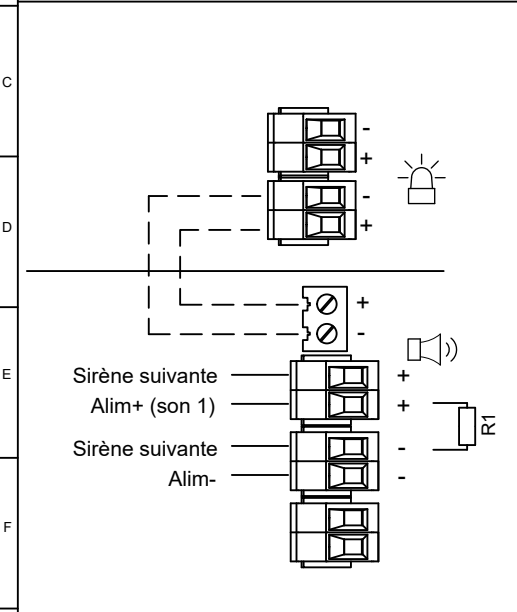 C
-
+
D
-
+
+
-
E
Sirène suivante
+
Alim+ (son 1)
+
R1
Sirène suivante
-
Alim-
-
F